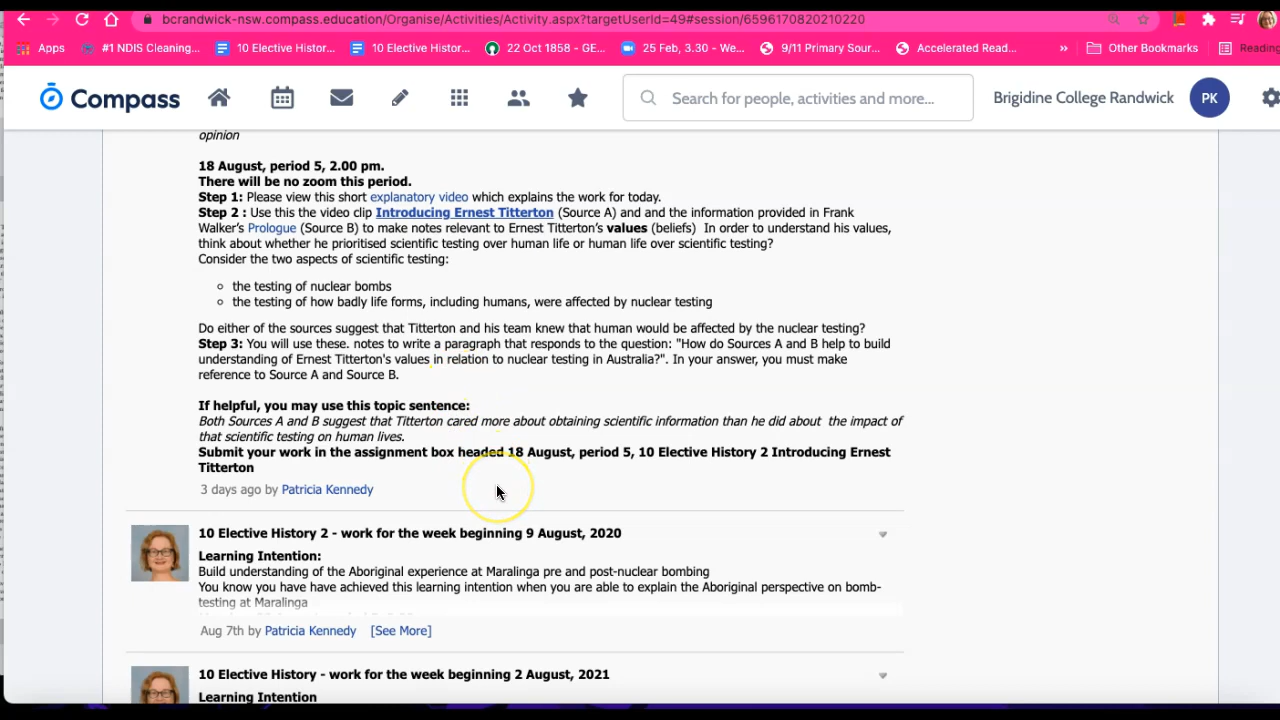 bcrandwick-nsw.compass.education/Organise/Activities/Activity.aspx?targetUserId=49#session/6596170820210220
Apps #1 NDIS Cleaning... 10 Elective Histor... 10 Elective Histor... 22 Oct 1858 - GE... 25 Feb, 3.30 - We... 9/11 Primary Sour... Accelerated Read... » Other Bookmarks Reading
Compass Search for people, activities and more... Brigidine College Randwick PK
opinion
18 August, period 5, 2.00 pm.
There will be no zoom this period.
Step 1: Please view this short explanatory video which explains the work for today.
Step 2 : Use this the video clip Introducing Ernest Titterton (Source A) and and the information provided in Frank
Walker's Prologue (Source B) to make notes relevant to Ernest Titterton's values (beliefs) In order to understand his values,
think about whether he prioritised scientific testing over human life or human life over scientific testing?
Consider the two aspects of scientific testing:
the testing of nuclear bombs
the testing of how badly life forms, including humans, were affected by nuclear testing
Do either of the sources suggest that Titterton and his team knew that human would be affected by the nuclear testing?
Step 3: You will use these. notes to write a paragraph that responds to the question: "How do Sources A and B help to build
understanding of Ernest Titterton's values in relation to nuclear testing in Australia?". In your answer, you must make
reference to Source A and Source B.
If helpful, you may use this topic sentence:
Both Sources A and B suggest that Titterton cared more about obtaining scientific information than he did about the impact of
that scientific testing on human lives.
Submit your work in the assignment box headed 18 August, period 5, 10 Elective History 2 Introducing Ernest
Titterton
3 days ago by Patricia Kennedy
10 Elective History 2 - work for the week beginning 9 August, 2020
Learning Intention:
Build understanding of the Aboriginal experience at Maralinga pre and post-nuclear bombing
You know you have have achieved this learning intention when you are able to explain the Aboriginal perspective on bomb-
testing at Maralinga
Aug 7th by Patricia Kennedy [See More]
10 Elective History - work for the week beginning 2 August, 2021
Learning Intention